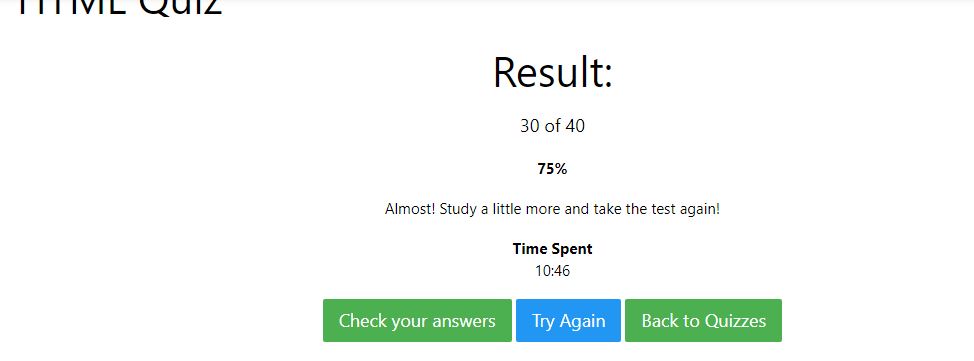 HTML Quiz
Result:
30 of 40
75%
Almost! Study a little more and take the test again!
Time Spent
10:46
Check your answers Try Again Back to Quizzes